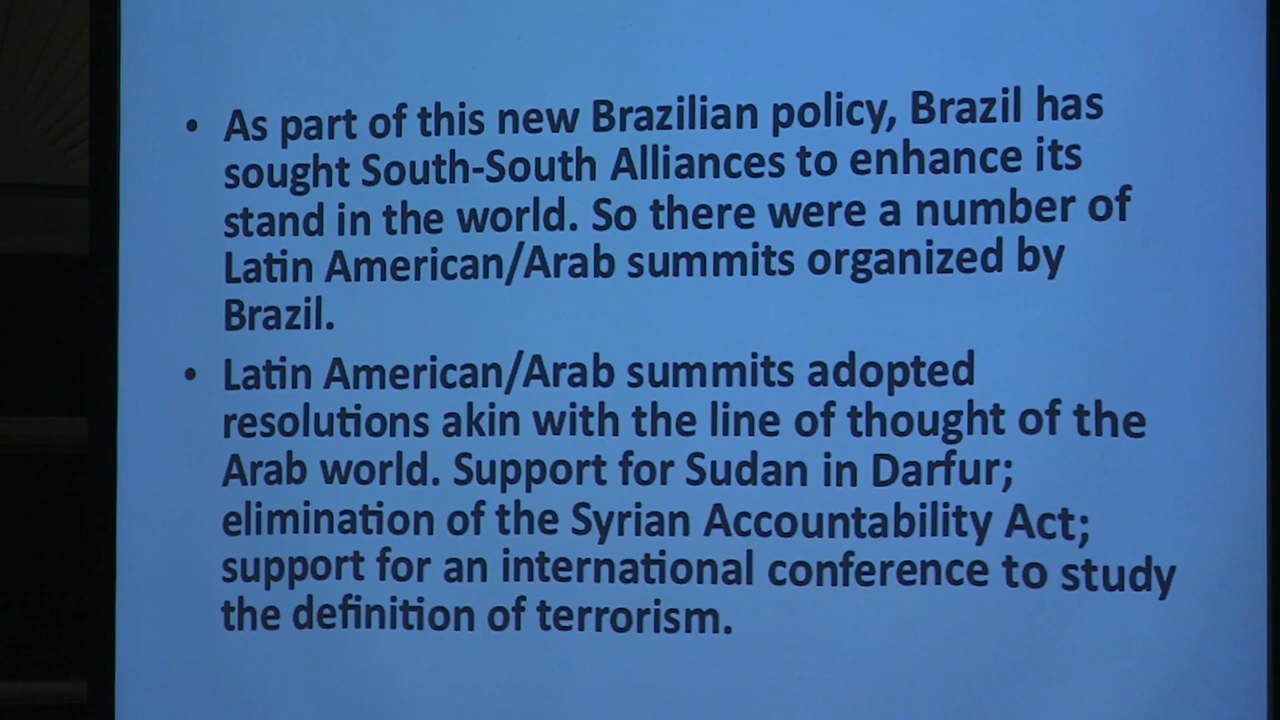 • As part of this new Brazilian policy, Brazil has
sought South-South Alliances to enhance its
stand in the world. So there were a number of
Latin American/Arab summits organized by
Brazil.
• Latin American/Arab summits adopted
resolutions akin with the line of thought of the
Arab world. Support for Sudan in Darfur;
elimination of the Syrian Accountability Act;
support for an international conference to study
the definition of terrorism.